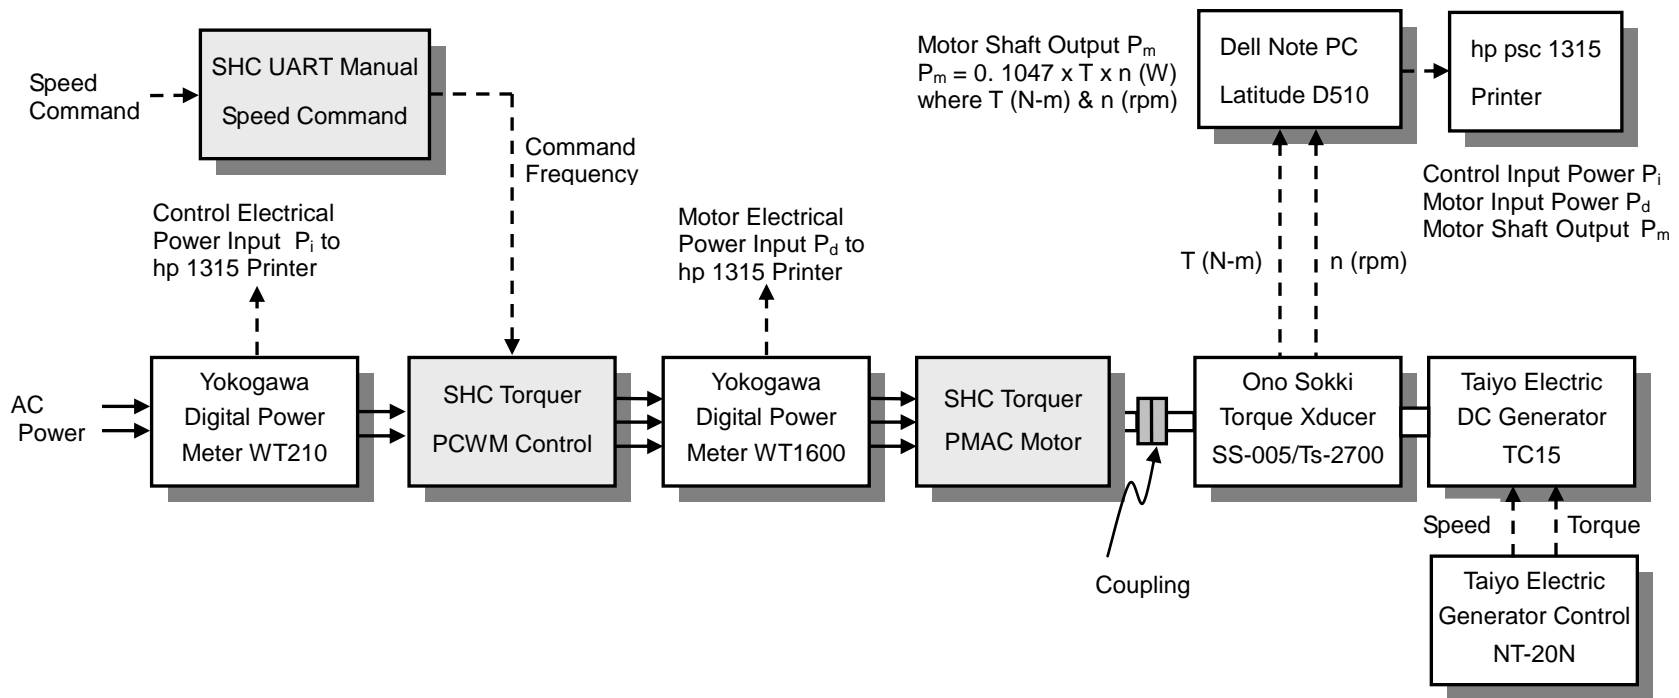 Speed
Command
SHC UART Manual
Speed Command
Command
Frequency
Motor Shaft Output Pm
Pm = 0. 1047 x T x n (W)
where T (N-m) & n (rpm)
Dell Note PC
Latitude D510
hp psc 1315
Printer
Control Input Power Pi
Motor Input Power Pd
Motor Shaft Output Pm
Control Electrical
Power Input Pi to
hp 1315 Printer
Motor Electrical
Power Input Pd to
hp 1315 Printer
T (N-m)
n (rpm)
AC
Power
Yokogawa
Digital Power
Meter WT210
SHC Torquer
PCWM Control
Yokogawa
Digital Power
Meter WT1600
SHC Torquer
PMAC Motor
Coupling
Ono Sokki
Torque Xducer
SS-005/Ts-2700
Taiyo Electric
DC Generator
TC15
Speed
Torque
Taiyo Electric
Generator Control
NT-20N